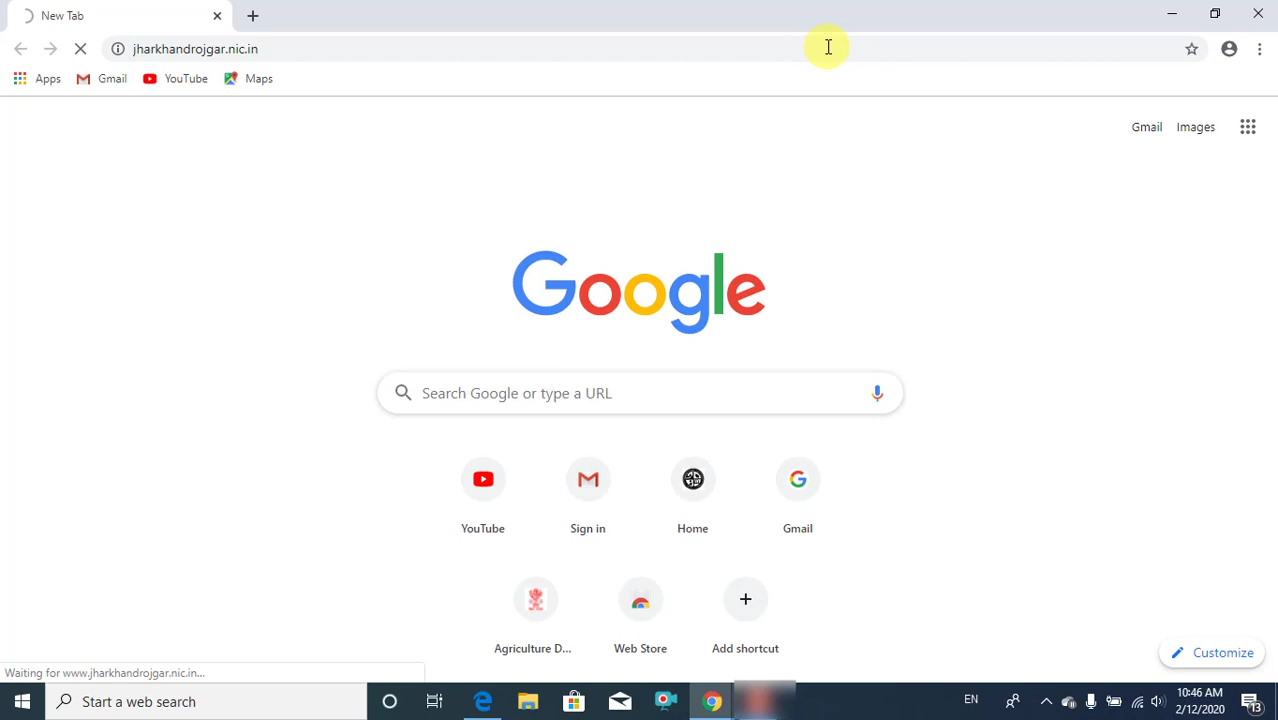 New Tab
jharkhandrojgar.nic.in
Apps Gmail YouTube Maps
Gmail Images
Google
Search Google or type a URL
YouTube Sign in Home Gmail
Agriculture D... Web Store Add shortcut
Customize
Waiting for www.jharkhandrojgar.nic.in...
Start a web search
EN
10:46 AM
2/12/2020
13